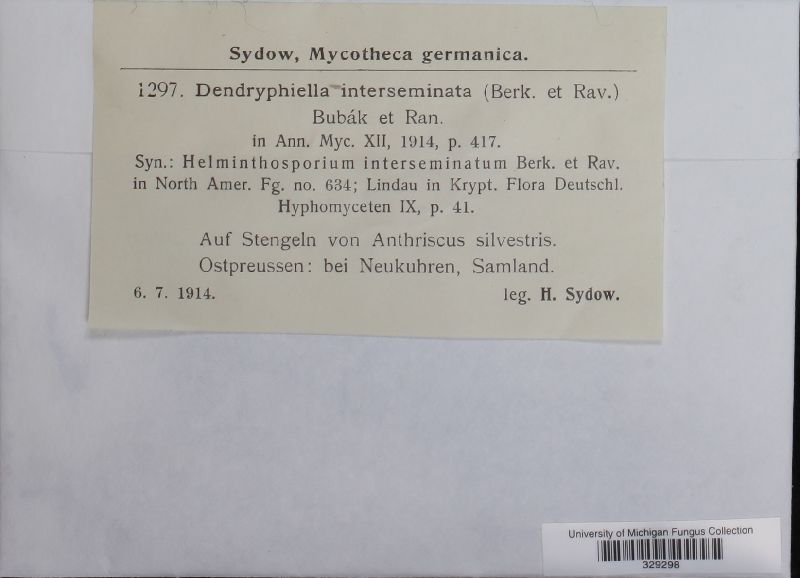 Sydow, Mycotheca germanica.
1297. Dendryphiella interseminata (Berk. et Rav.)
Bubák et Ran.
in Ann. Myc. XII, 1914, p. 417.
Syn.: Helminthosporium interseminatum Berk. et Rav.
in North Amer. Fg. no. 634; Lindau in Krypt. Flora Deutschl.
Hyphomyceten IX, p. 41.
Auf Stengeln von Anthriscus silvestris.
Ostpreussen: bei Neukuhren, Samland.
6. 7. 1914. leg. H. Sydow.
University of Michigan Fungus Collection
329298